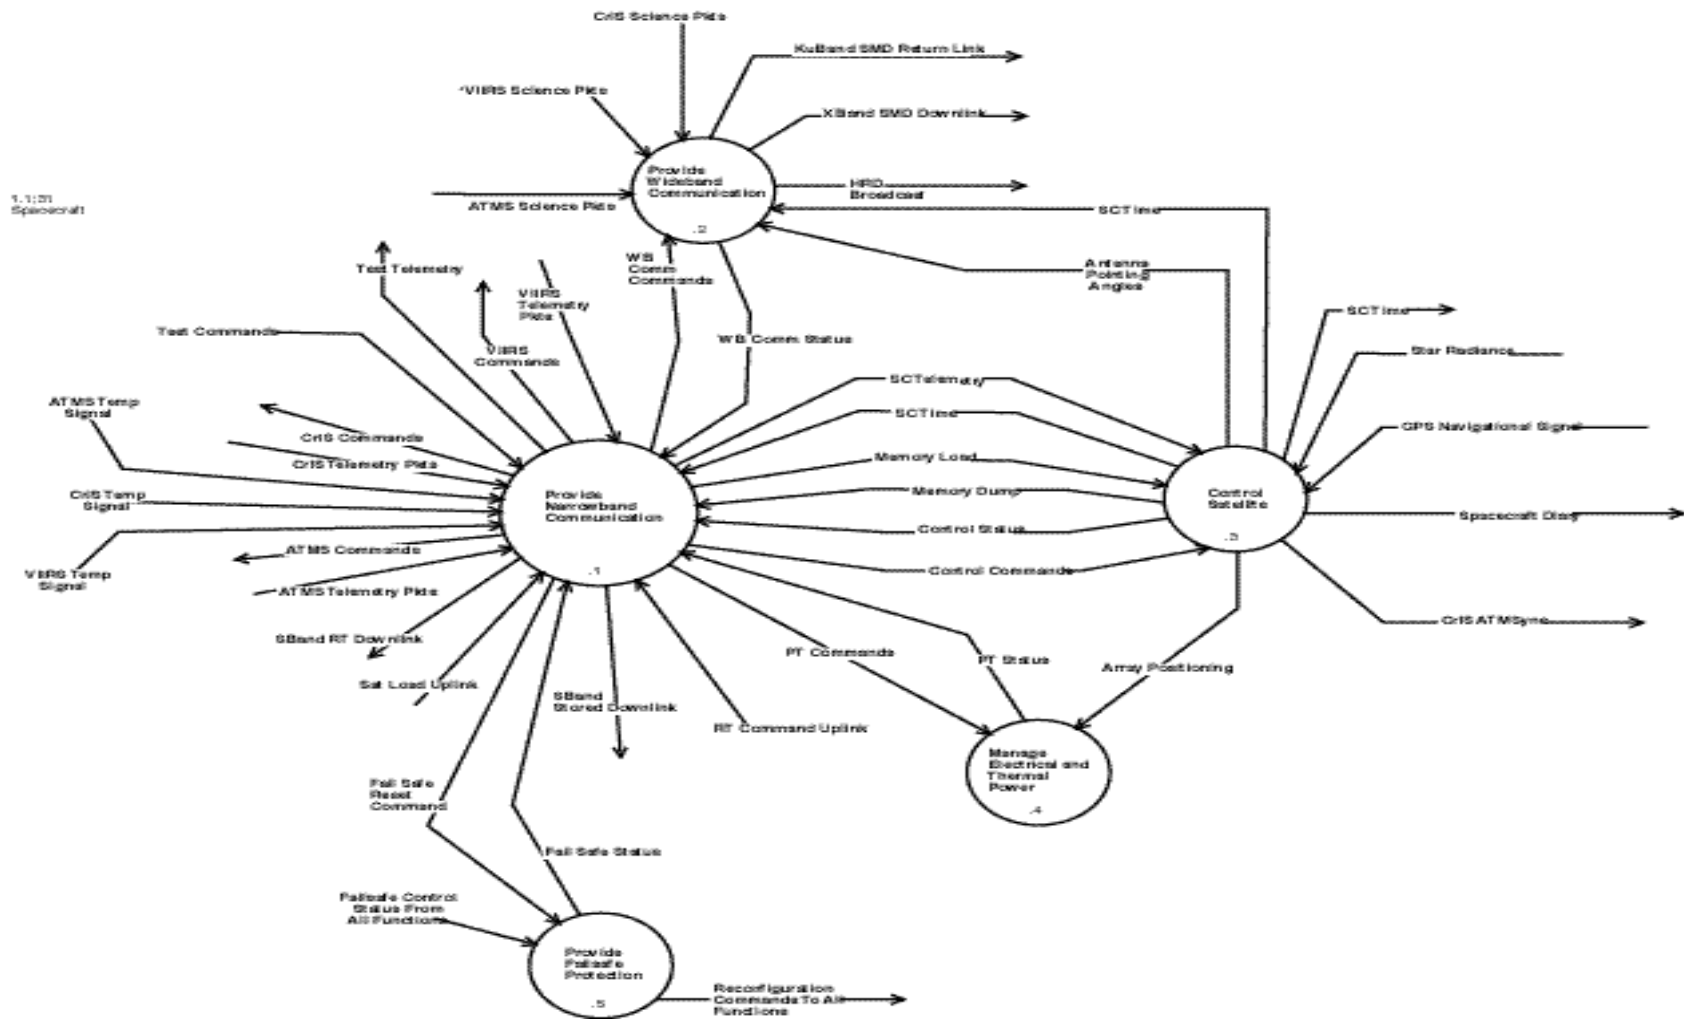 CrIS Science Pkts
KuBand SMD Return Link
*VIIRS Science Pkts
XBand SMD Downlink
Provide
Wideband
Communication
.2
HRD
Broadcast
1.1;31
Spacecraft
ATMS Science Pkts
SCTime
Test Telemetry
WB
Comm
Commands
Antenna
Pointing
Angles
VIIRS
Telemetry
Pkts
SCTime
Test Commands
VIIRS
Commands
WB Comm Status
Star Radiance
SCTelemetry
ATMS Temp
Signal
SCTime
GPS Navigational Signal
CrIS Commands
CrIS Telemetry Pkts
Memory Load
CrIS Temp
Signal
Provide
Narrowband
Communication
.1
Memory Dump
Control
Satellite
.3
Control Status
Spacecraft Diary
ATMS Commands
VIIRS Temp
Signal
Control Commands
ATMS Telemetry Pkts
CrISATMSync
SBand RT Downlink
PT Commands
PT Status
Array Positioning
Sat Load Uplink
SBand
Stored Downlink
RT Command Uplink
Manage
Electrical and
Thermal
Power
.4
Fail Safe
Reset
Command
Fail Safe Status
Failsafe Control
Status From
All Functions
Provide
Failsafe
Protection
.5
Reconfiguration
Commands To All
Functions